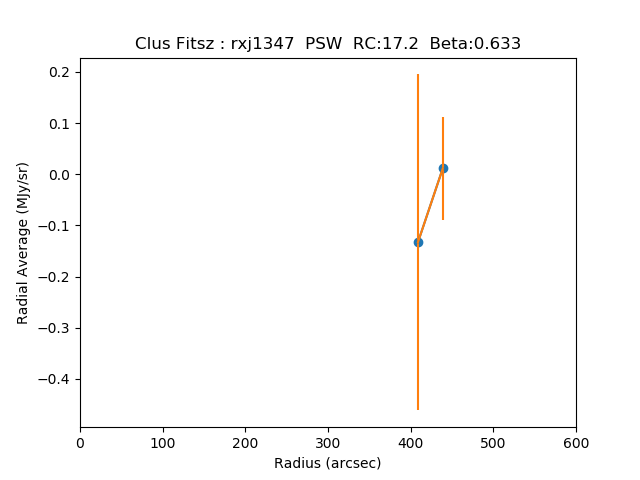 Clus Fitsz : rxj1347  PSW  RC:17.2  Beta:0.633
0.2
0.1
0.0
−0.1
−0.2
−0.3
−0.4
Radial Average (MJy/sr)
0 100 200 300 400 500 600
Radius (arcsec)